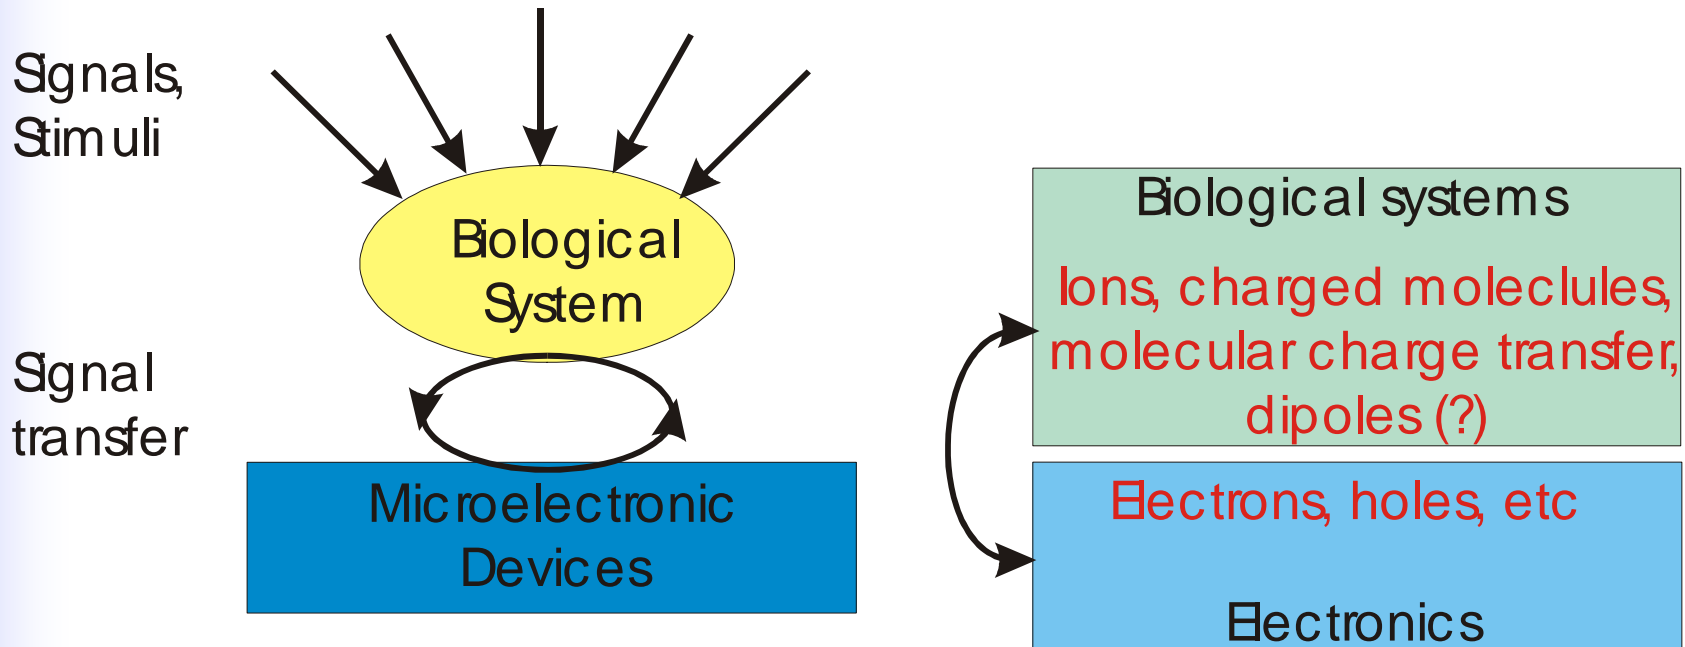 Signals,
Stimuli
Biological
System
Signal
transfer
Microelectronic
Devices
Biological systems
Ions, charged moleclules,
molecular charge transfer,
dipoles (?)
Electrons, holes, etc
Electronics